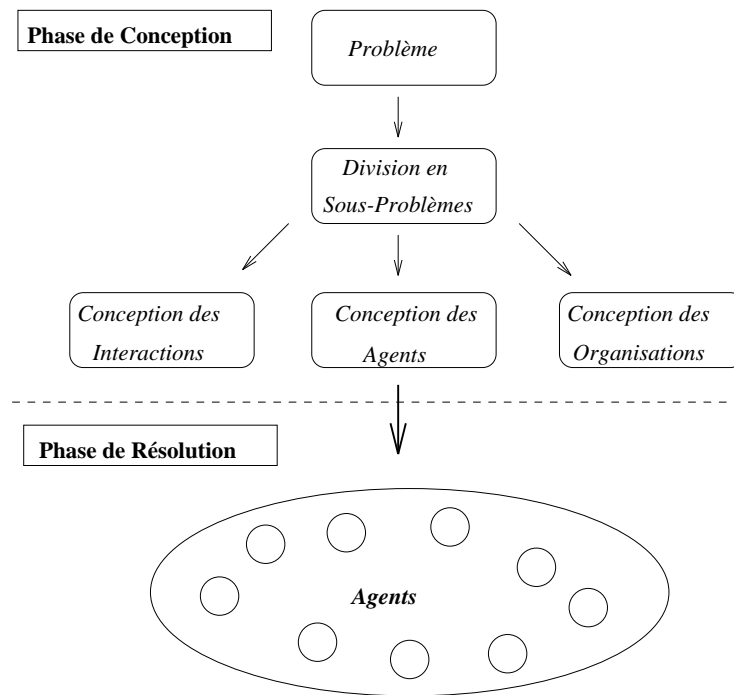 Phase de Conception
Problème
Division en
Sous-Problèmes
Conception des
Interactions
Conception des
Agents
Conception des
Organisations
Phase de Résolution
Agents